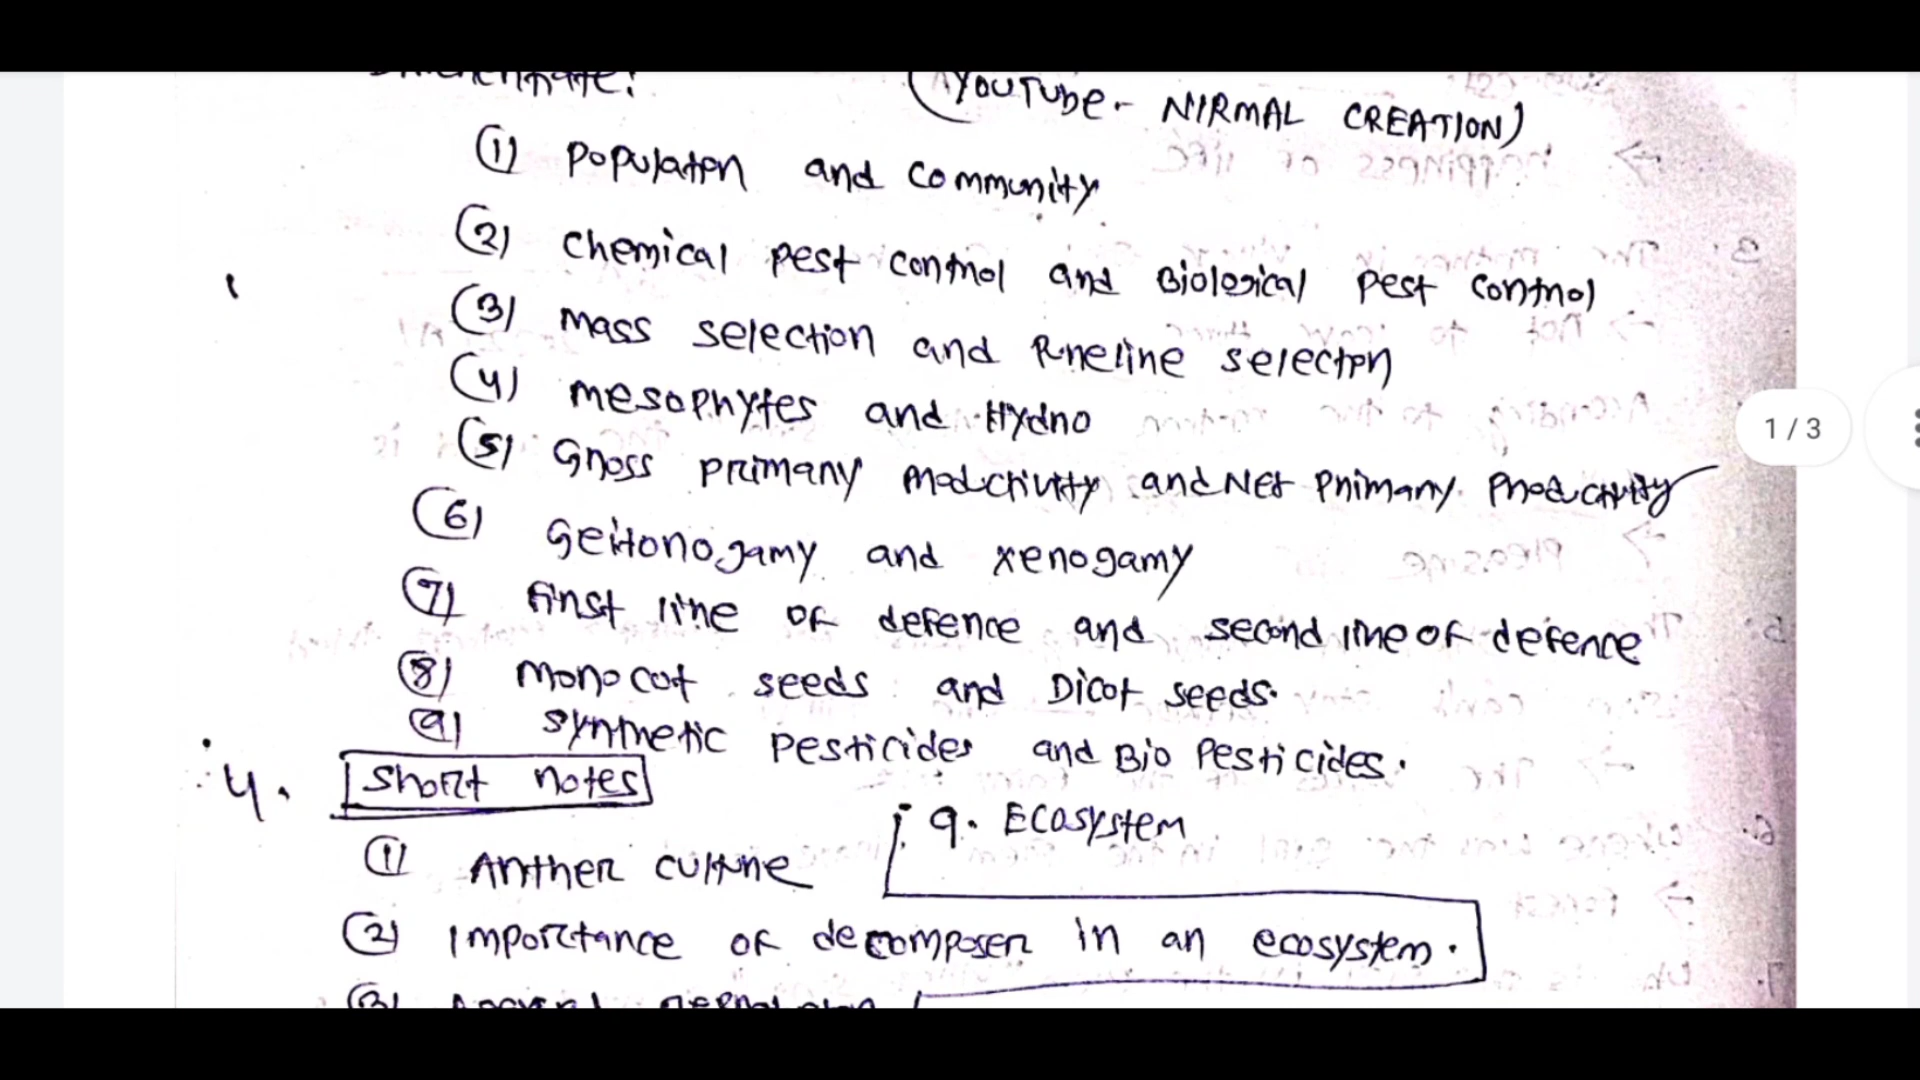 (YouTube- NIRMAL CREATION)
(1) Population and community
(2) Chemical pest control and Biological pest control
(3) Mass selection and Pureline selection
(4) mesophytes and Hydro
(5) Gross primary productivity and Net primary productivity
(6) Geitonogamy and xenogamy
(7) first line of defence and second line of defence
(8) Monocot seeds and Dicot seeds.
(9) Synthetic pesticides and Bio Pesticides.
4. Short notes
9. Ecosystem
(1) Anther culture
(2) Importance of decomposer in an ecosystem.
1 / 3